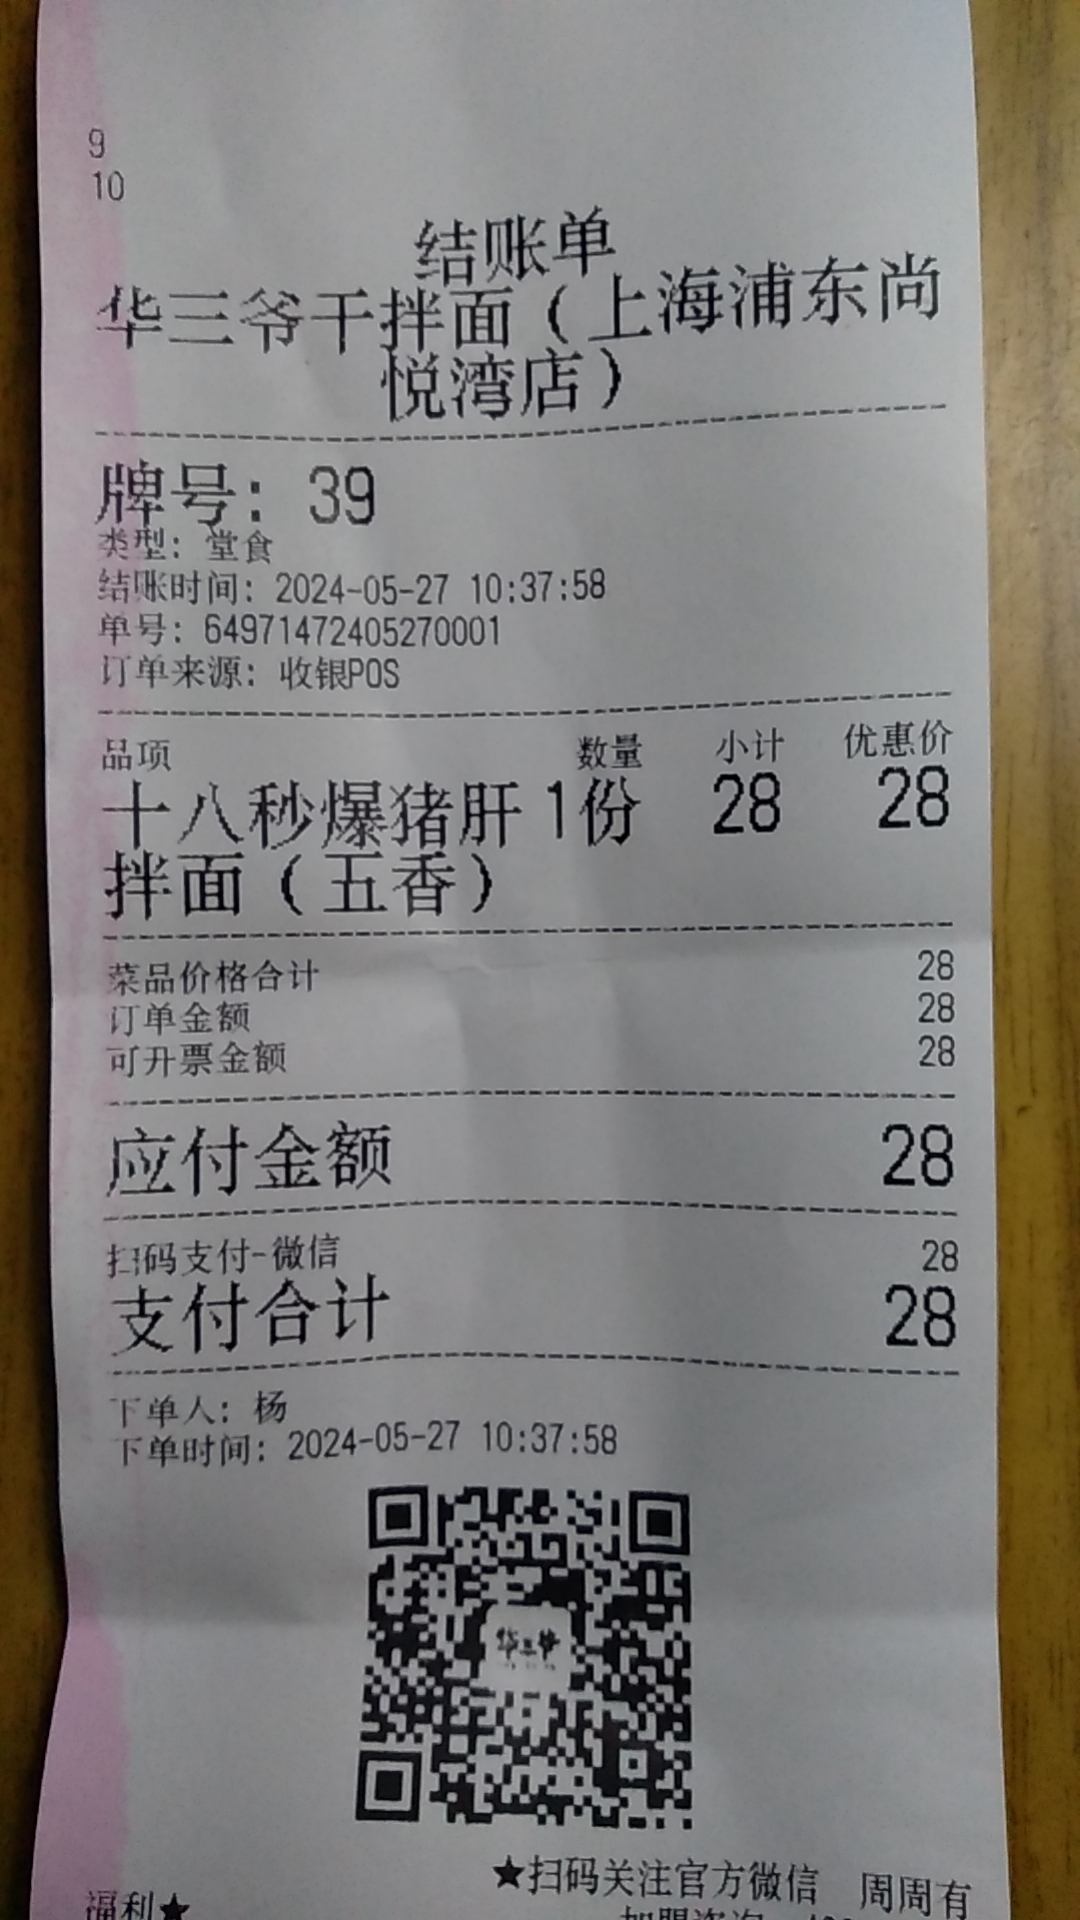 9
10
结账单
华三爷干拌面（上海浦东尚
悦湾店）
牌号: 39
类型: 堂食
结账时间: 2024-05-27 10:37:58
单号: 64971472405270001
订单来源: 收银POS
品项 数量 小计 优惠价
十八秒爆猪肝 1份 28 28
拌面（五香）
菜品价格合计 28
订单金额 28
可开票金额 28
应付金额 28
扫码支付-微信 28
支付合计 28
下单人: 杨
下单时间: 2024-05-27 10:37:58
华三爷
★扫码关注官方微信 周周有
福利★
加盟咨询